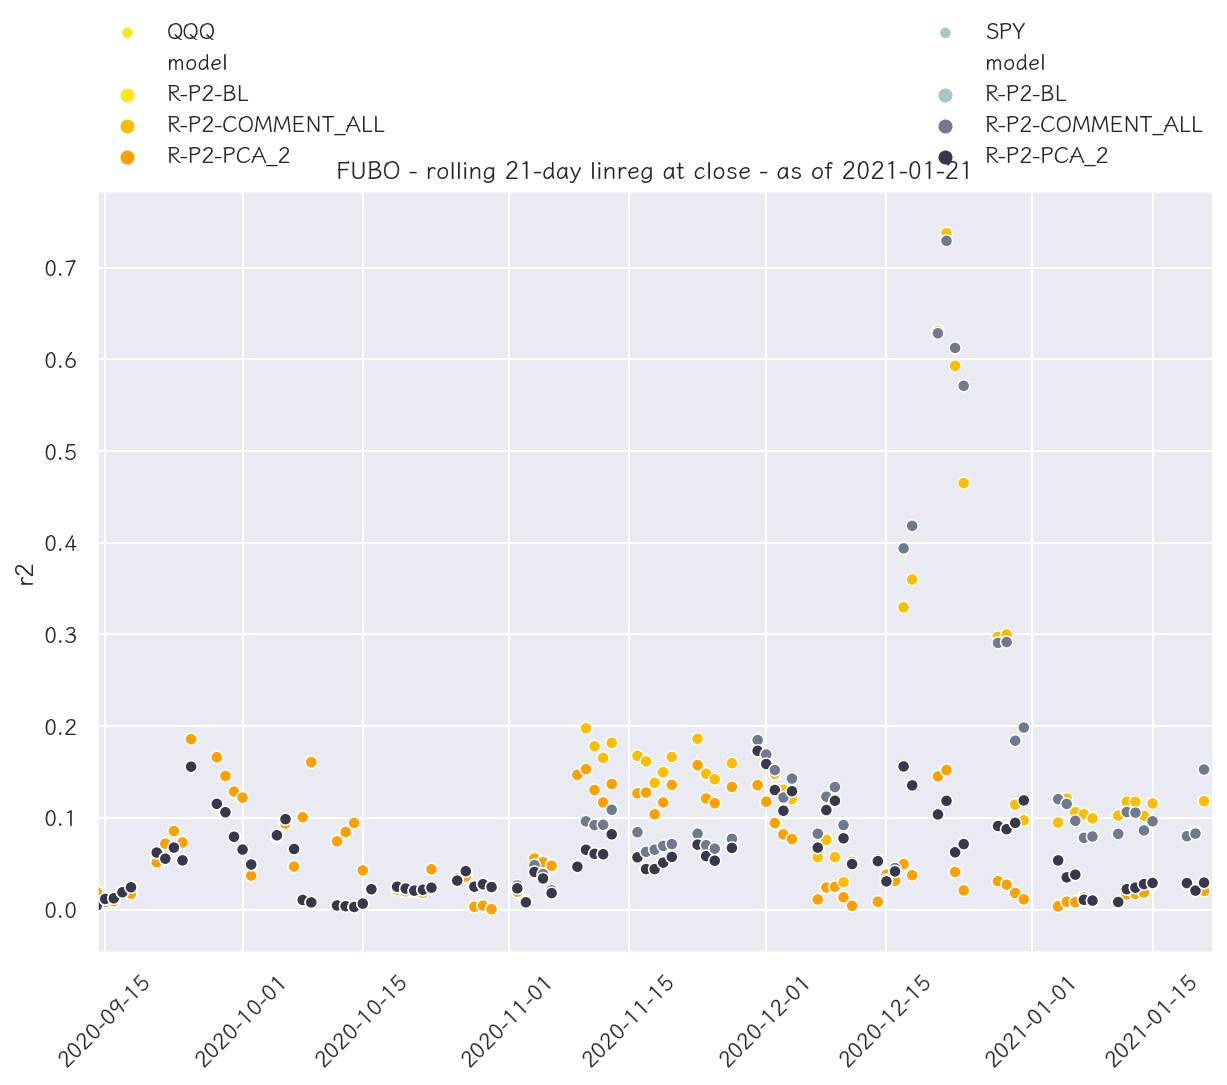 QQQ
model
R-P2-BL
R-P2-COMMENT_ALL
R-P2-PCA_2
SPY
model
R-P2-BL
R-P2-COMMENT_ALL
R-P2-PCA_2
FUBO - rolling 21-day linreg at close - as of 2021-01-21
r2
0.7
0.6
0.5
0.4
0.3
0.2
0.1
0.0
2020-09-15
2020-10-01
2020-10-15
2020-11-01
2020-11-15
2020-12-01
2020-12-15
2021-01-01
2021-01-15